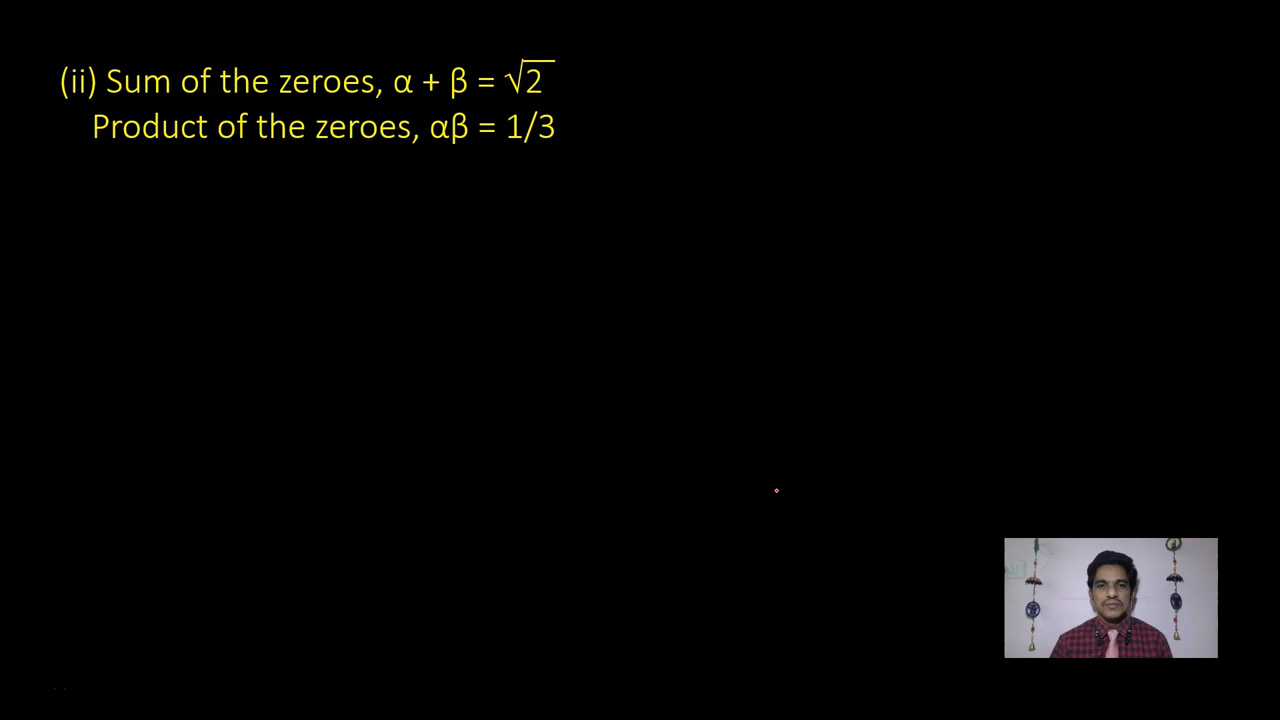 (ii) Sum of the zeroes, α + β = √2
Product of the zeroes, αβ = 1/3